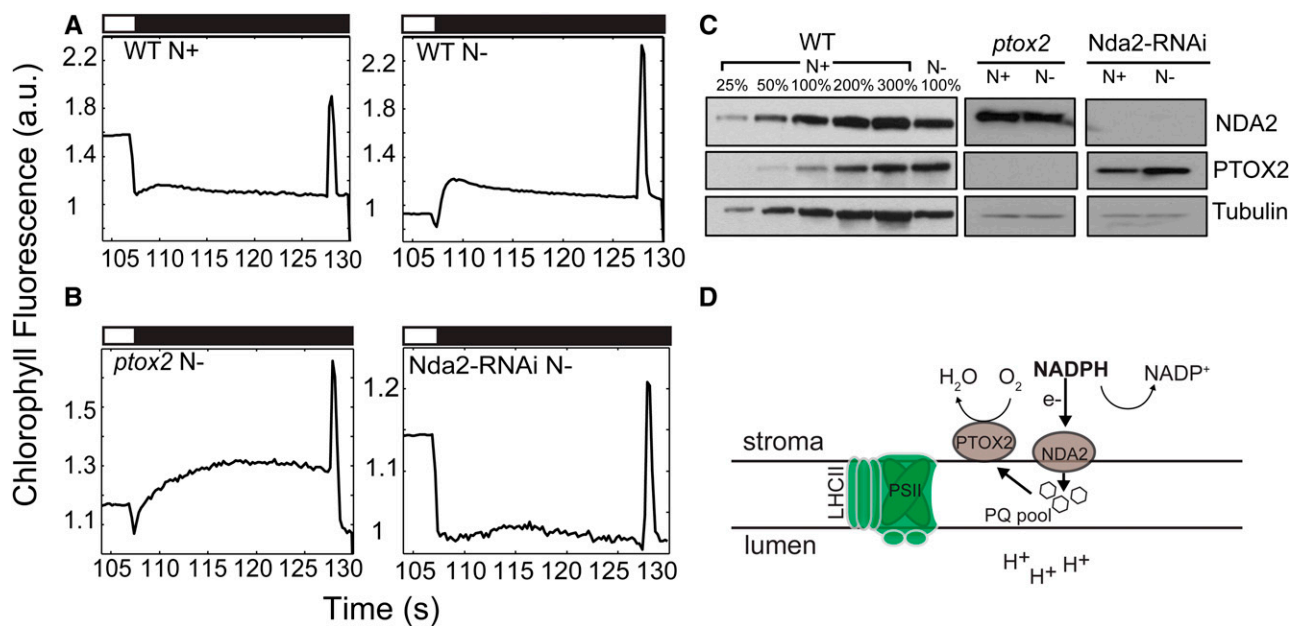 A
WT N+
2.2
1.8
1.4
1
105 110 115 120 125 130
WT N-
2.2
1.8
1.4
1
105 110 115 120 125 130
B
ptox2 N-
1.5
1.3
1.1
105 110 115 120 125 130
Nda2-RNAi N-
1.2
1.1
1
105 110 115 120 125 130
Chlorophyll Fluorescence (a.u.)
Time (s)
C
WT ptox2 Nda2-RNAi
N+ N- N+ N- N+ N-
25% 50% 100% 200% 300% 100%
NDA2
PTOX2
Tubulin
D
H2O O2 NADPH NADP+
e-
PTOX2
NDA2
stroma
LHCII
PSII
PQ pool
lumen
H+ H+ H+